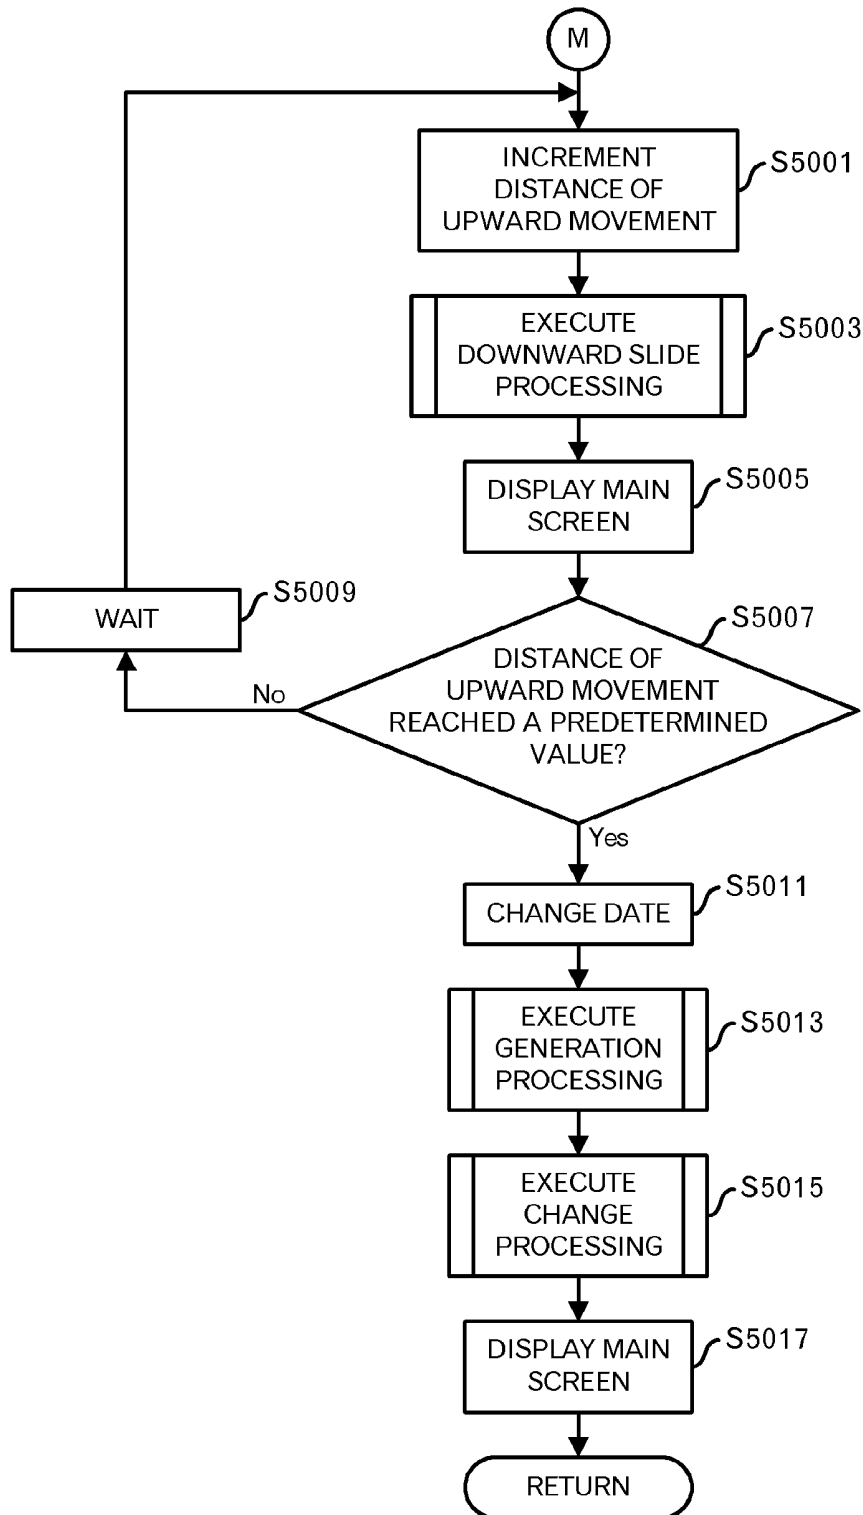 M
INCREMENT
DISTANCE OF
UPWARD MOVEMENT
S5001
EXECUTE
DOWNWARD SLIDE
PROCESSING
S5003
DISPLAY MAIN
SCREEN
S5005
WAIT
S5009
DISTANCE OF
UPWARD MOVEMENT
REACHED A PREDETERMINED
VALUE?
S5007
No
Yes
CHANGE DATE
S5011
EXECUTE
GENERATION
PROCESSING
S5013
EXECUTE
CHANGE
PROCESSING
S5015
DISPLAY MAIN
SCREEN
S5017
RETURN